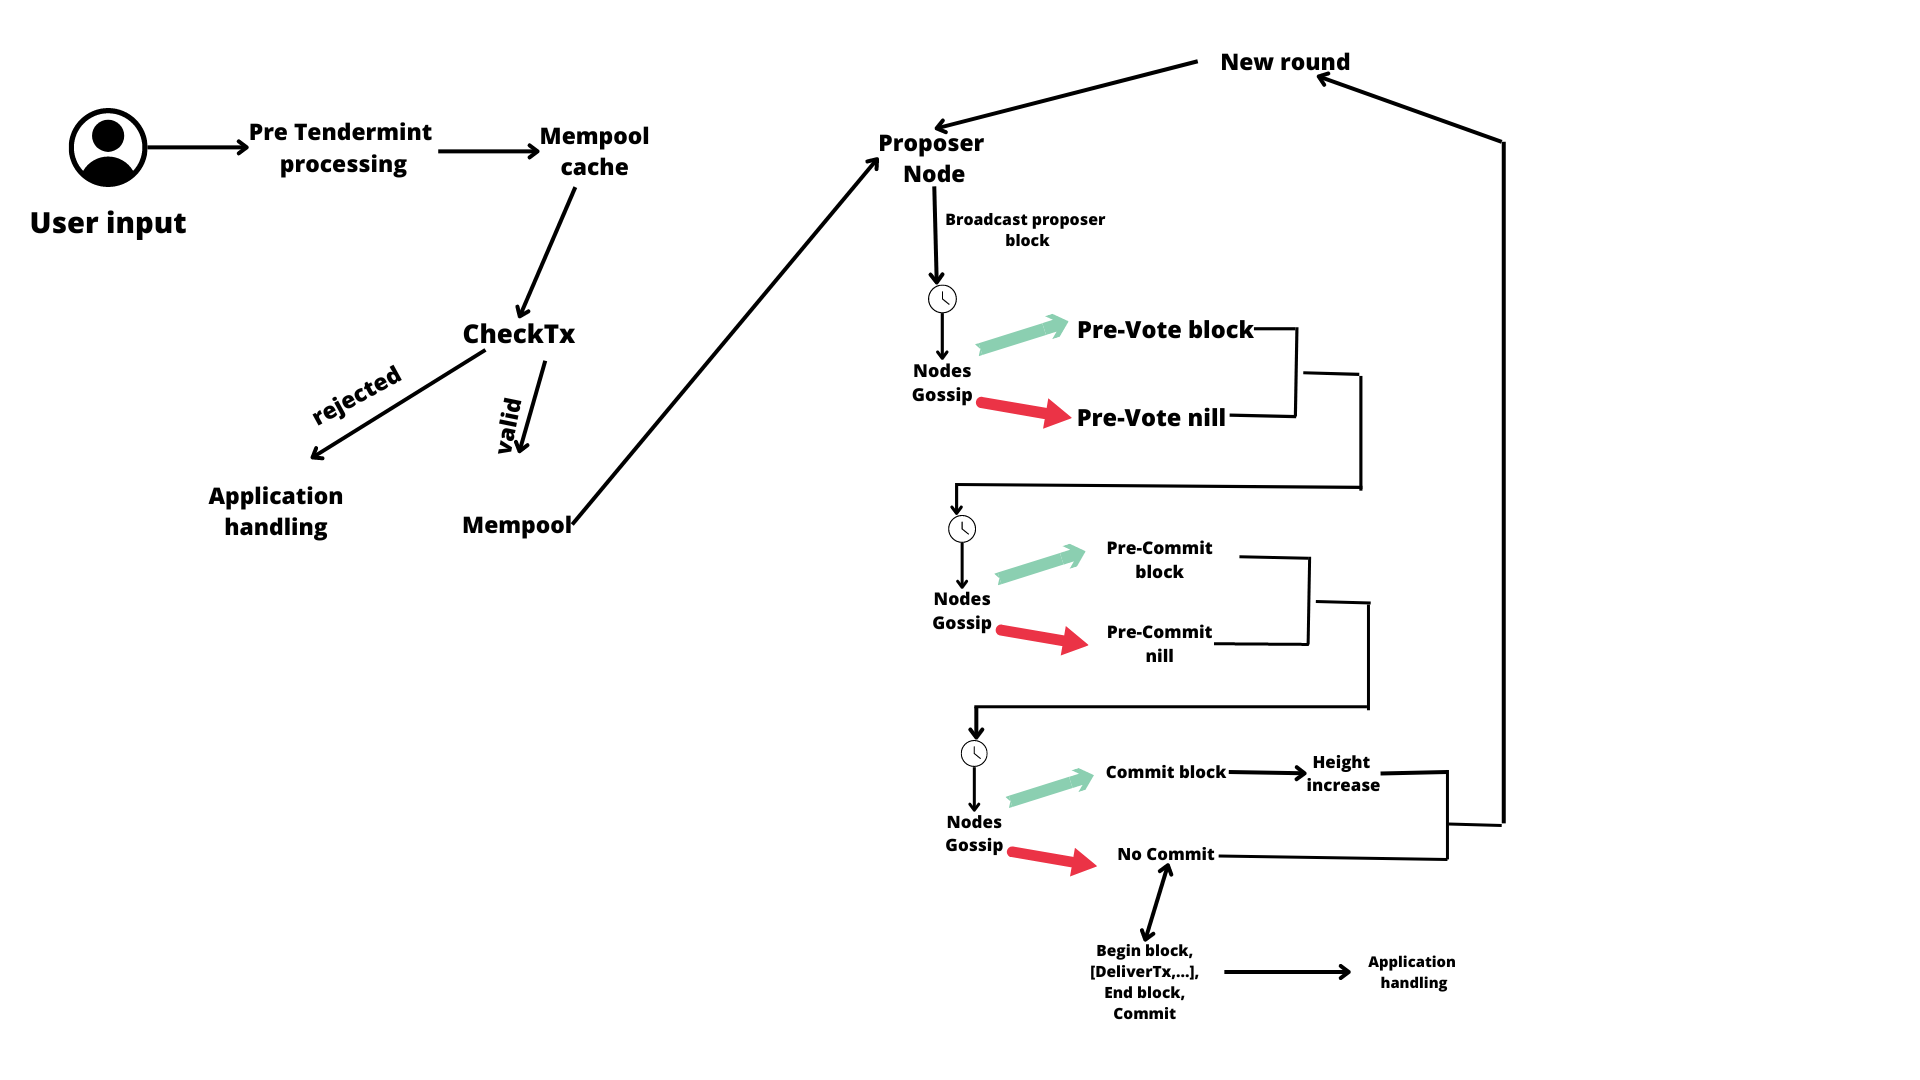 User input
Pre Tendermint
processing
Mempool
cache
CheckTx
rejected
valid
Application
handling
Mempool
New round
Proposer
Node
Broadcast proposer
block
Nodes
Gossip
Pre-Vote block
Pre-Vote nill
Nodes
Gossip
Pre-Commit
block
Pre-Commit
nill
Nodes
Gossip
Commit block
Height
increase
No Commit
Begin block,
[DeliverTx,...],
End block,
Commit
Application
handling